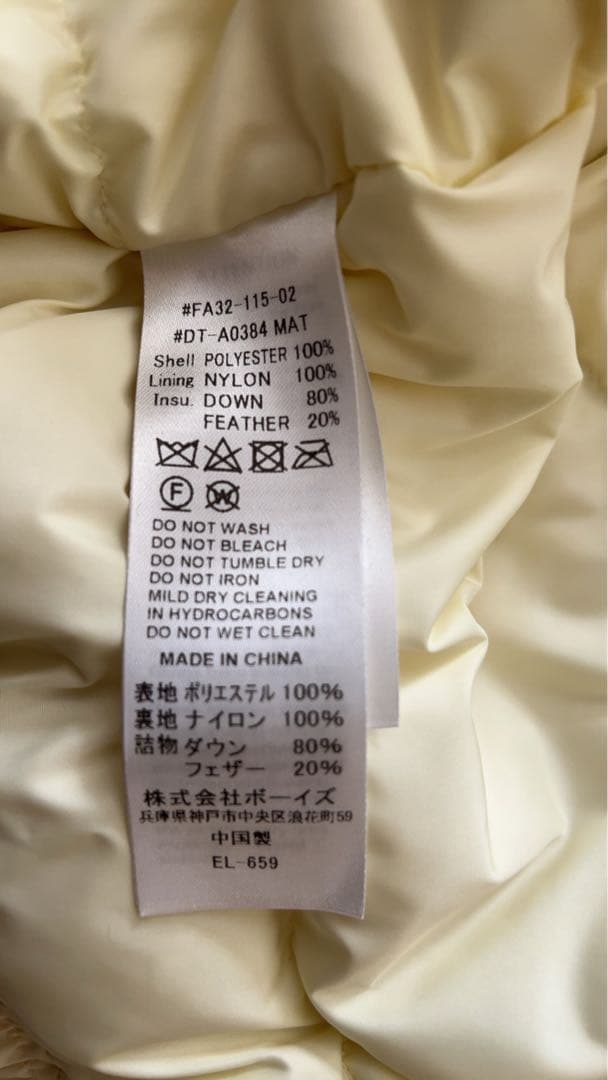 #FA32-115-02
#DT-A0384 MAT
Shell POLYESTER 100%
Lining NYLON 100%
Insu. DOWN 80%
FEATHER 20%
F W
DO NOT WASH
DO NOT BLEACH
DO NOT TUMBLE DRY
DO NOT IRON
MILD DRY CLEANING
IN HYDROCARBONS
DO NOT WET CLEAN
MADE IN CHINA
表地 ポリエステル 100%
裏地 ナイロン 100%
詰物 ダウン 80%
フェザー 20%
株式会社ボーイズ
兵庫県神戸市中央区浪花町59
中国製
EL-659